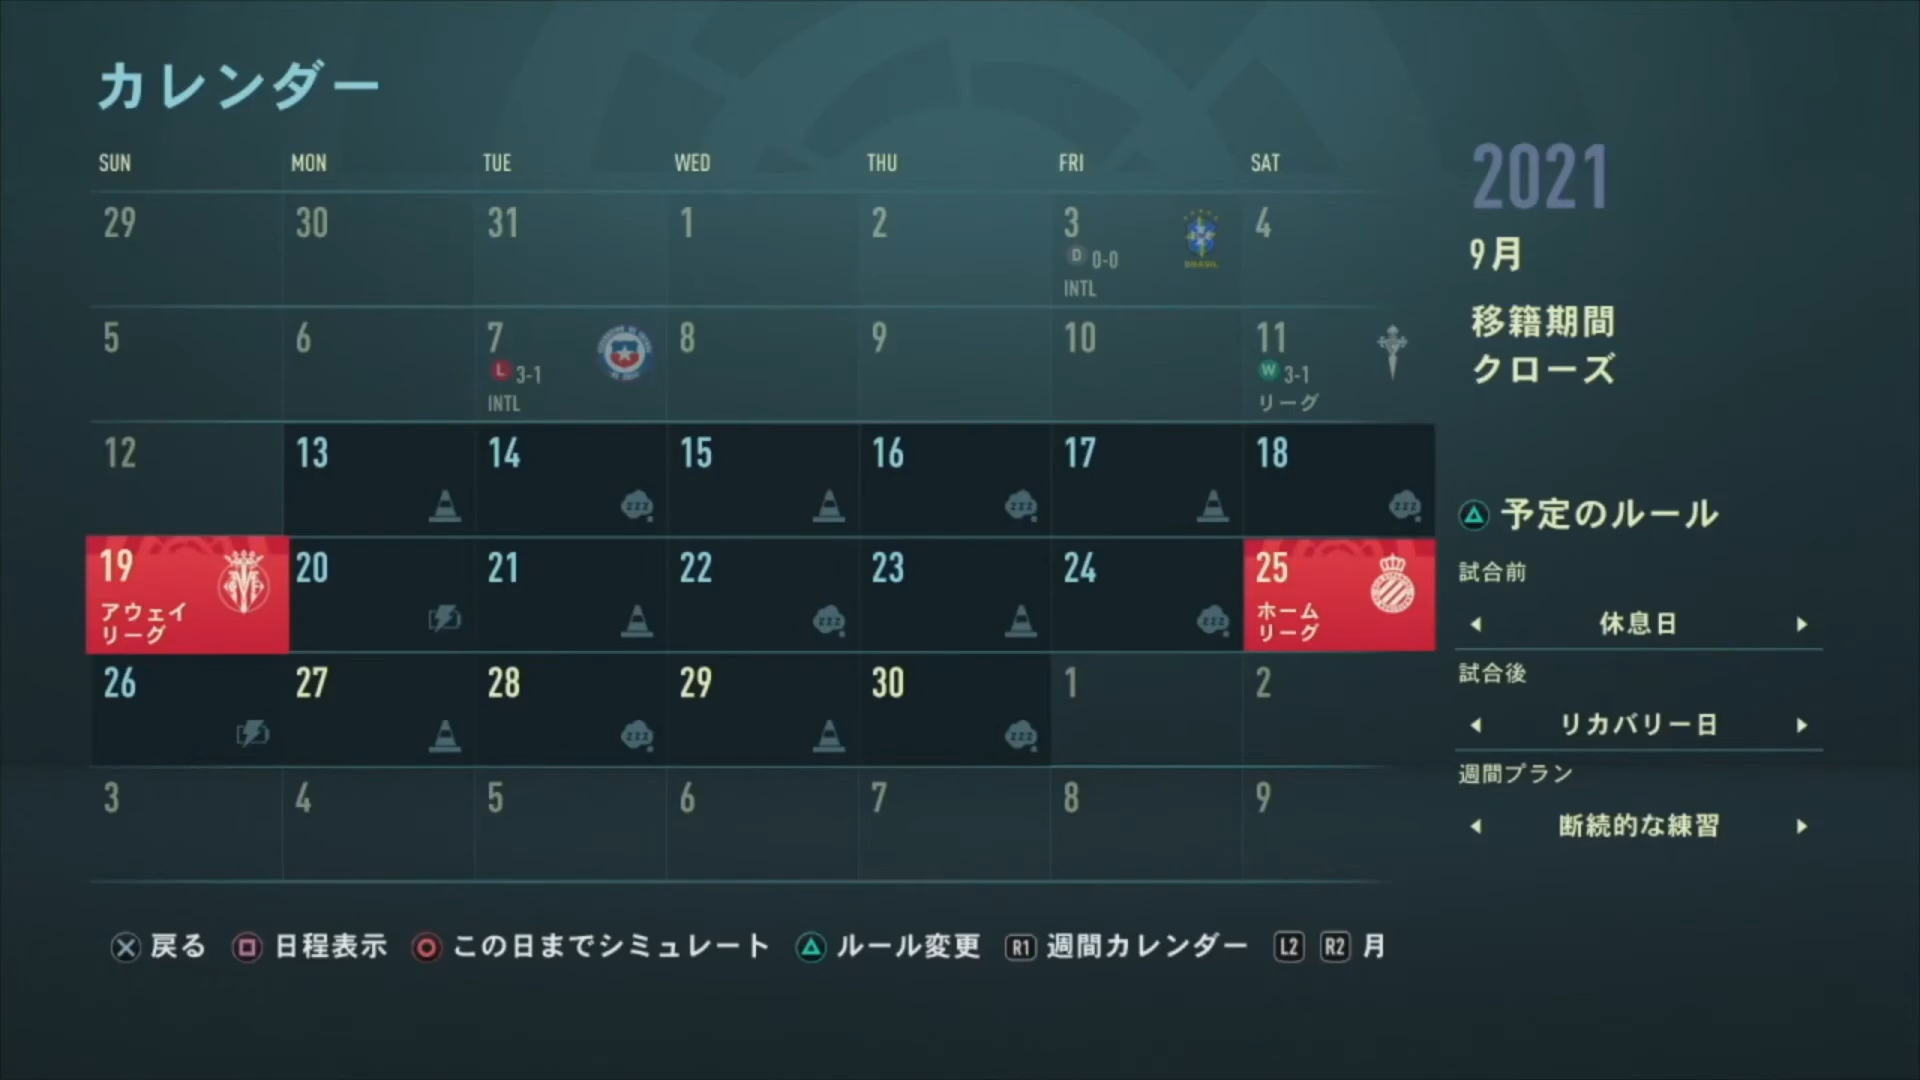 カレンダー
SUN MON TUE WED THU FRI SAT
2021
9月
移籍期間
クローズ
29 30 31 1 2 3 4
D 0-0
INTL
BRASIL
5 6 7 8 9 10 11
L 3-1 W 3-1
INTL リーグ
12 13 14 15 16 17 18
zzz zzz zzz
19 20 21 22 23 24 25
アウェイ ホーム
リーグ リーグ
zzz zzz
26 27 28 29 30 1 2
zzz zzz
3 4 5 6 7 8 9
予定のルール
試合前
休息日
試合後
リカバリー日
週間プラン
断続的な練習
戻る 日程表示 この日までシミュレート ルール変更 R1 週間カレンダー L2 R2 月